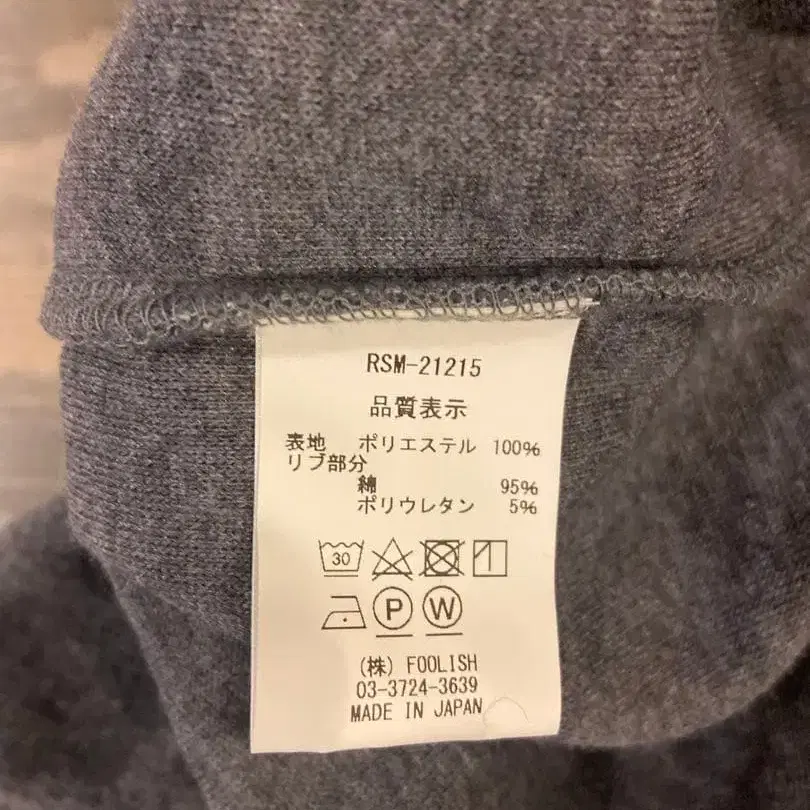 RSM-21215
品質表示
表地 ポリエステル 100%
リブ部分
綿 95%
ポリウレタン 5%
30
P W
(株) FOOLISH
03-3724-3639
MADE IN JAPAN